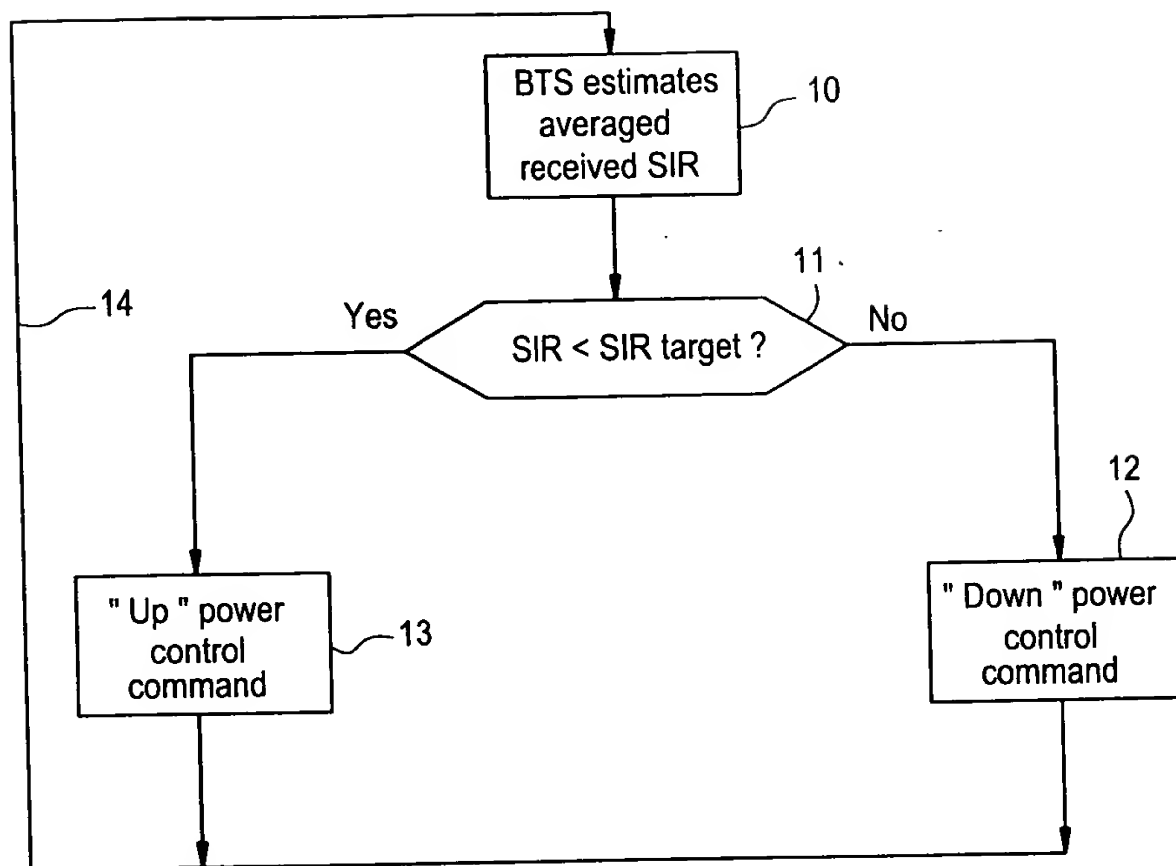 BTS estimates
averaged
received SIR
10
11
Yes
SIR < SIR target ?
No
14
12
" Up " power
control
command
13
" Down " power
control
command